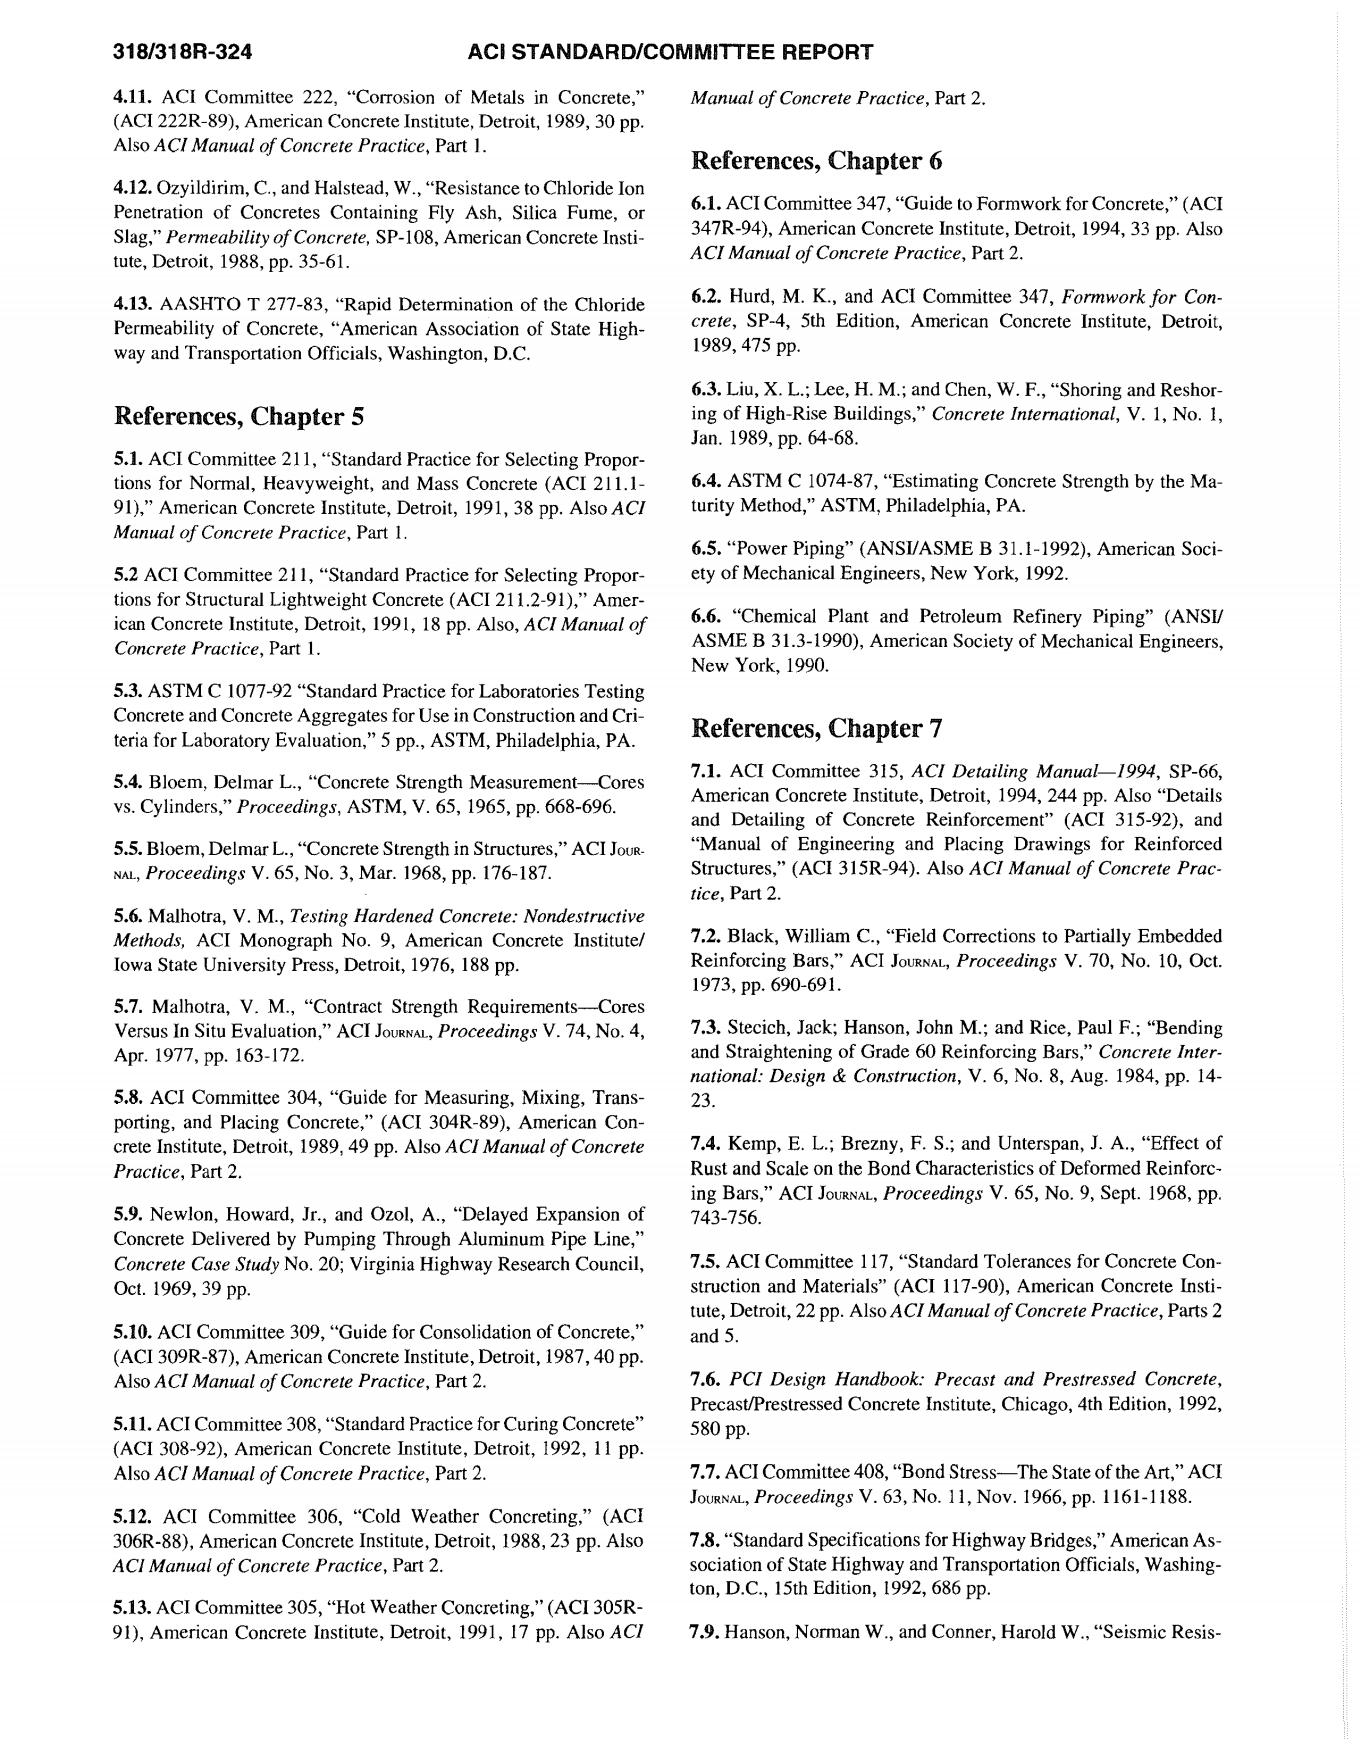 318/318R-324
ACI STANDARD/COMMITTEE REPORT
4.11. ACI Committee 222, “Corrosion of Metals in Concrete,”
(ACI 222R-89), American Concrete Institute, Detroit, 1989, 30 pp.
Also ACI Manual of Concrete Practice, Part 1.
4.12. Ozyildirim, C., and Halstead, W., “Resistance to Chloride Ion
Penetration of Concretes Containing Fly Ash, Silica Fume, or
Slag,” Permeability of Concrete, SP-108, American Concrete Insti-
tute, Detroit, 1988, pp. 35-61.
4.13. AASHTO T 277-83, “Rapid Determination of the Chloride
Permeability of Concrete, “American Association of State High-
way and Transportation Officials, Washington, D.C.
References, Chapter 5
5.1. ACI Committee 211, “Standard Practice for Selecting Propor-
tions for Normal, Heavyweight, and Mass Concrete (ACI 211.1-
91),” American Concrete Institute, Detroit, 1991, 38 pp. Also ACI
Manual of Concrete Practice, Part 1.
5.2 ACI Committee 211, “Standard Practice for Selecting Propor-
tions for Structural Lightweight Concrete (ACI 211.2-91),” Amer-
ican Concrete Institute, Detroit, 1991, 18 pp. Also, ACI Manual of
Concrete Practice, Part 1.
5.3. ASTM C 1077-92 “Standard Practice for Laboratories Testing
Concrete and Concrete Aggregates for Use in Construction and Cri-
teria for Laboratory Evaluation,” 5 pp., ASTM, Philadelphia, PA.
5.4. Bloem, Delmar L., “Concrete Strength Measurement—Cores
vs. Cylinders,” Proceedings, ASTM, V. 65, 1965, pp. 668-696.
5.5. Bloem, Delmar L., “Concrete Strength in Structures,” ACI JOUR-
NAL, Proceedings V. 65, No. 3, Mar. 1968, pp. 176-187.
5.6. Malhotra, V. M., Testing Hardened Concrete: Nondestructive
Methods, ACI Monograph No. 9, American Concrete Institute/
Iowa State University Press, Detroit, 1976, 188 pp.
5.7. Malhotra, V. M., “Contract Strength Requirements—Cores
Versus In Situ Evaluation,” ACI JOURNAL, Proceedings V. 74, No. 4,
Apr. 1977, pp. 163-172.
5.8. ACI Committee 304, “Guide for Measuring, Mixing, Trans-
porting, and Placing Concrete,” (ACI 304R-89), American Con-
crete Institute, Detroit, 1989, 49 pp. Also ACI Manual of Concrete
Practice, Part 2.
5.9. Newlon, Howard, Jr., and Ozol, A., “Delayed Expansion of
Concrete Delivered by Pumping Through Aluminum Pipe Line,”
Concrete Case Study No. 20; Virginia Highway Research Council,
Oct. 1969, 39 pp.
5.10. ACI Committee 309, “Guide for Consolidation of Concrete,”
(ACI 309R-87), American Concrete Institute, Detroit, 1987, 40 pp.
Also ACI Manual of Concrete Practice, Part 2.
5.11. ACI Committee 308, “Standard Practice for Curing Concrete”
(ACI 308-92), American Concrete Institute, Detroit, 1992, 11 pp.
Also ACI Manual of Concrete Practice, Part 2.
5.12. ACI Committee 306, “Cold Weather Concreting,” (ACI
306R-88), American Concrete Institute, Detroit, 1988, 23 pp. Also
ACI Manual of Concrete Practice, Part 2.
5.13. ACI Committee 305, “Hot Weather Concreting,” (ACI 305R-
91), American Concrete Institute, Detroit, 1991, 17 pp. Also ACI
Manual of Concrete Practice, Part 2.
References, Chapter 6
6.1. ACI Committee 347, “Guide to Formwork for Concrete,” (ACI
347R-94), American Concrete Institute, Detroit, 1994, 33 pp. Also
ACI Manual of Concrete Practice, Part 2.
6.2. Hurd, M. K., and ACI Committee 347, Formwork for Con-
crete, SP-4, 5th Edition, American Concrete Institute, Detroit,
1989, 475 pp.
6.3. Liu, X. L.; Lee, H. M.; and Chen, W. F., “Shoring and Reshor-
ing of High-Rise Buildings,” Concrete International, V. 1, No. 1,
Jan. 1989, pp. 64-68.
6.4. ASTM C 1074-87, “Estimating Concrete Strength by the Ma-
turity Method,” ASTM, Philadelphia, PA.
6.5. “Power Piping” (ANSI/ASME B 31.1-1992), American Soci-
ety of Mechanical Engineers, New York, 1992.
6.6. “Chemical Plant and Petroleum Refinery Piping” (ANSI/
ASME B 31.3-1990), American Society of Mechanical Engineers,
New York, 1990.
References, Chapter 7
7.1. ACI Committee 315, ACI Detailing Manual—1994, SP-66,
American Concrete Institute, Detroit, 1994, 244 pp. Also “Details
and Detailing of Concrete Reinforcement” (ACI 315-92), and
“Manual of Engineering and Placing Drawings for Reinforced
Structures,” (ACI 315R-94). Also ACI Manual of Concrete Prac-
tice, Part 2.
7.2. Black, William C., “Field Corrections to Partially Embedded
Reinforcing Bars,” ACI JOURNAL, Proceedings V. 70, No. 10, Oct.
1973, pp. 690-691.
7.3. Stecich, Jack; Hanson, John M.; and Rice, Paul F.; “Bending
and Straightening of Grade 60 Reinforcing Bars,” Concrete Inter-
national: Design & Construction, V. 6, No. 8, Aug. 1984, pp. 14-
23.
7.4. Kemp, E. L.; Brezny, F. S.; and Unterspan, J. A., “Effect of
Rust and Scale on the Bond Characteristics of Deformed Reinforc-
ing Bars,” ACI JOURNAL, Proceedings V. 65, No. 9, Sept. 1968, pp.
743-756.
7.5. ACI Committee 117, “Standard Tolerances for Concrete Con-
struction and Materials” (ACI 117-90), American Concrete Insti-
tute, Detroit, 22 pp. Also ACI Manual of Concrete Practice, Parts 2
and 5.
7.6. PCI Design Handbook: Precast and Prestressed Concrete,
Precast/Prestressed Concrete Institute, Chicago, 4th Edition, 1992,
580 pp.
7.7. ACI Committee 408, “Bond Stress—The State of the Art,” ACI
JOURNAL, Proceedings V. 63, No. 11, Nov. 1966, pp. 1161-1188.
7.8. “Standard Specifications for Highway Bridges,” American As-
sociation of State Highway and Transportation Officials, Washing-
ton, D.C., 15th Edition, 1992, 686 pp.
7.9. Hanson, Norman W., and Conner, Harold W., “Seismic Resis-